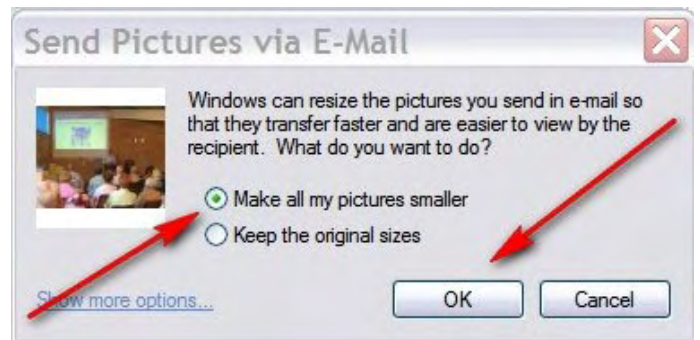 Send Pictures via E-Mail
Windows can resize the pictures you send in e-mail so
that they transfer faster and are easier to view by the
recipient. What do you want to do?
Make all my pictures smaller
Keep the original sizes
Show more options...
OK
Cancel